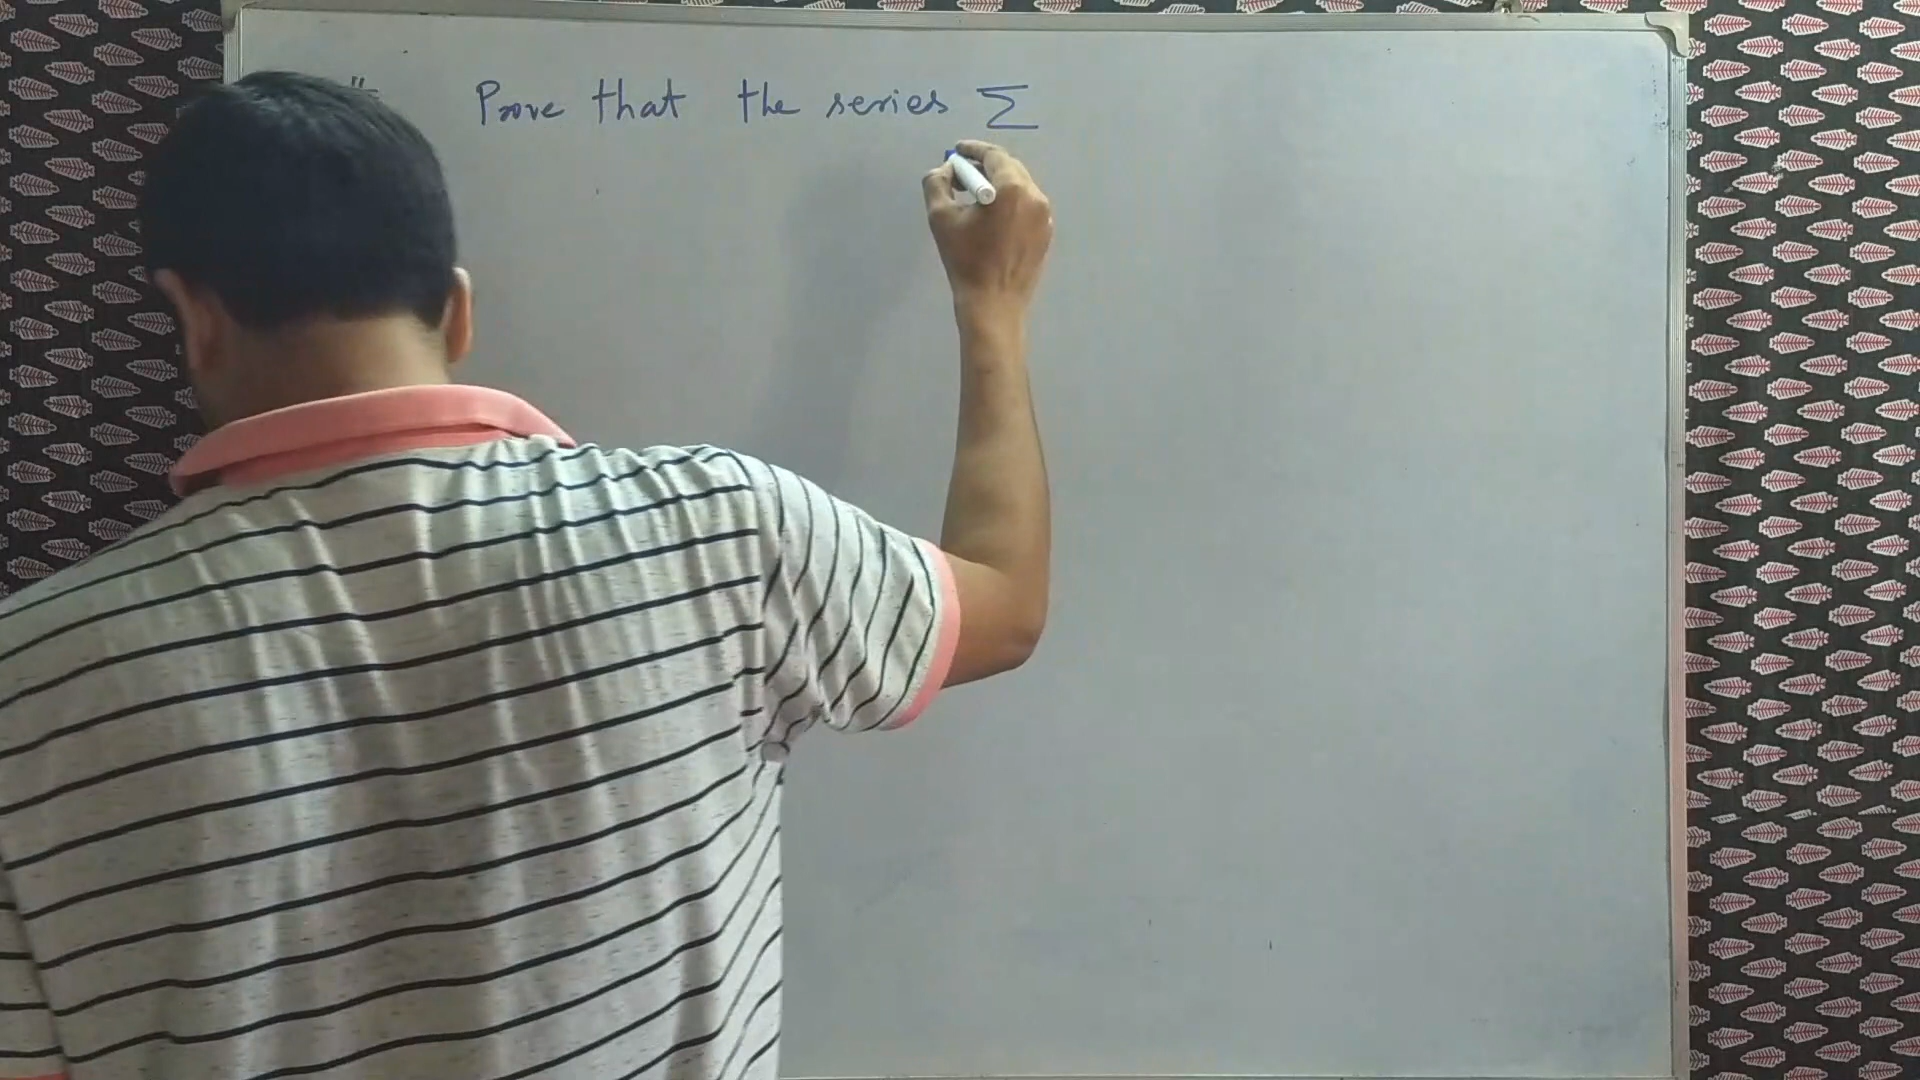 Prove that the series Σ